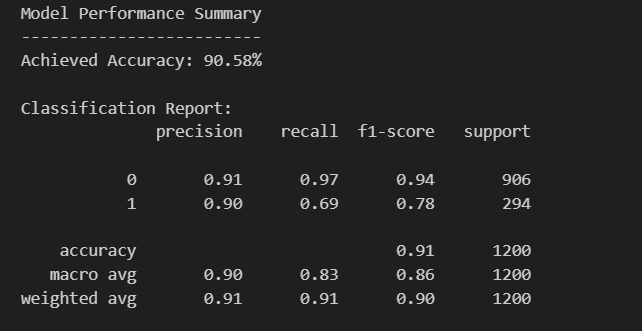 Model Performance Summary
-------------------------
Achieved Accuracy: 90.58%
Classification Report:
precision recall f1-score support
0 0.91 0.97 0.94 906
1 0.90 0.69 0.78 294
accuracy 0.91 1200
macro avg 0.90 0.83 0.86 1200
weighted avg 0.91 0.91 0.90 1200